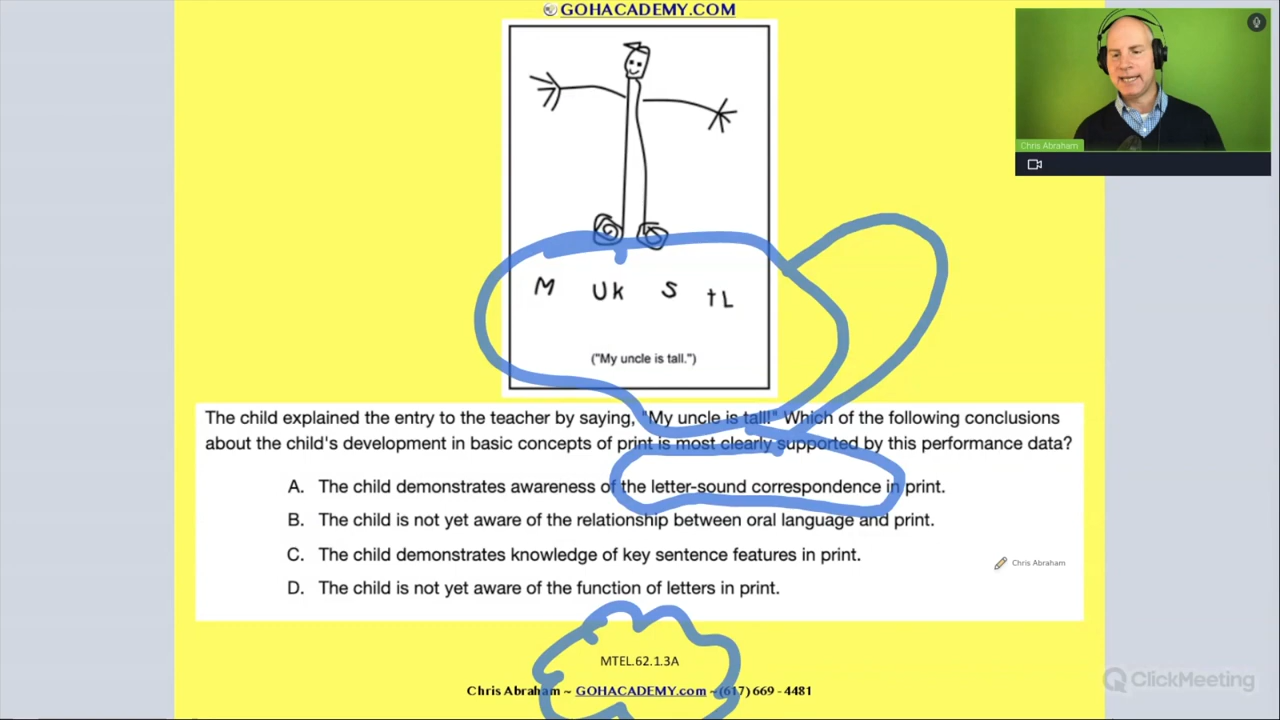 GOHACADEMY.COM
Chris Abraham
M Uk S tL
("My uncle is tall.")
The child explained the entry to the teacher by saying, "My uncle is tall!" Which of the following conclusions
about the child's development in basic concepts of print is most clearly supported by this performance data?
A. The child demonstrates awareness of the letter-sound correspondence in print.
B. The child is not yet aware of the relationship between oral language and print.
C. The child demonstrates knowledge of key sentence features in print.
Chris Abraham
D. The child is not yet aware of the function of letters in print.
MTEL.62.1.3A
Chris Abraham ~ GOHACADEMY.com ~ (617) 669 - 4481
ClickMeeting